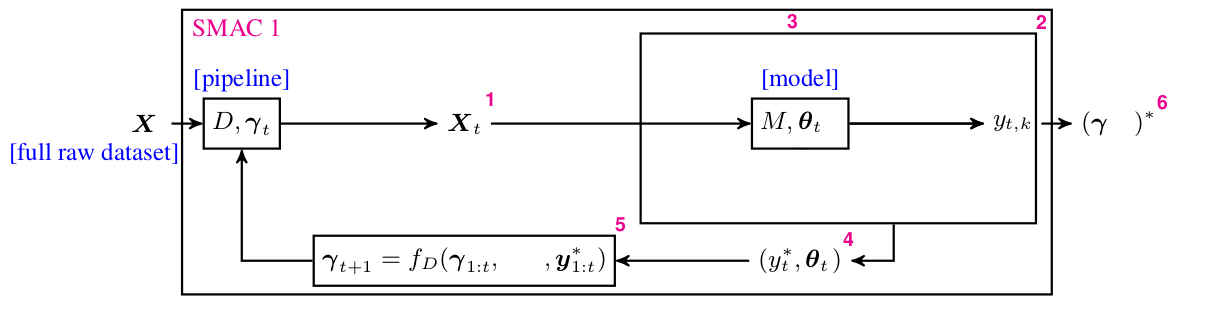 SMAC 1
3
2
[pipeline]
[model]
1
6
X
D, γ_t
X_t
M, θ_t
y_{t,k}
(γ )^*
[full raw dataset]
5
4
γ_{t+1} = f_D(γ_{1:t}, , y^*_{1:t})
(y^*_t, θ_t)